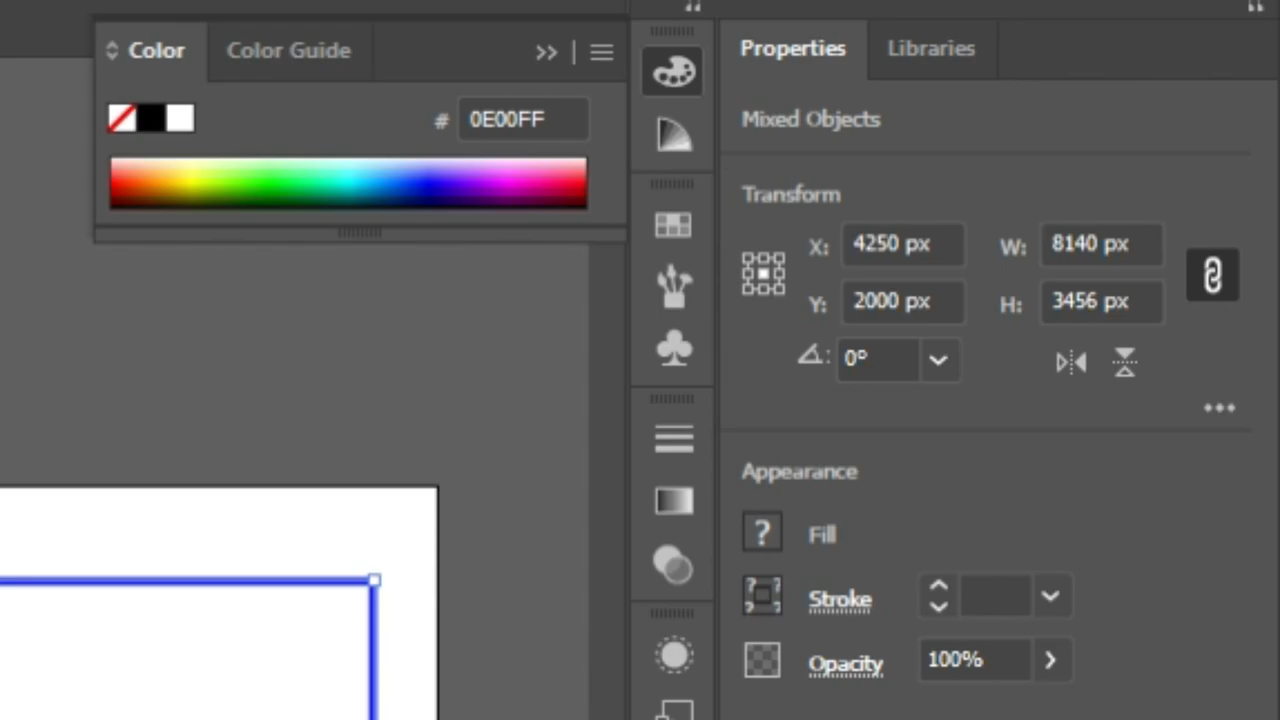 Color
Color Guide
# 0E00FF
Properties
Libraries
Mixed Objects
Transform
X: 4250 px
W: 8140 px
Y: 2000 px
H: 3456 px
0°
Appearance
? Fill
Stroke
Opacity
100%